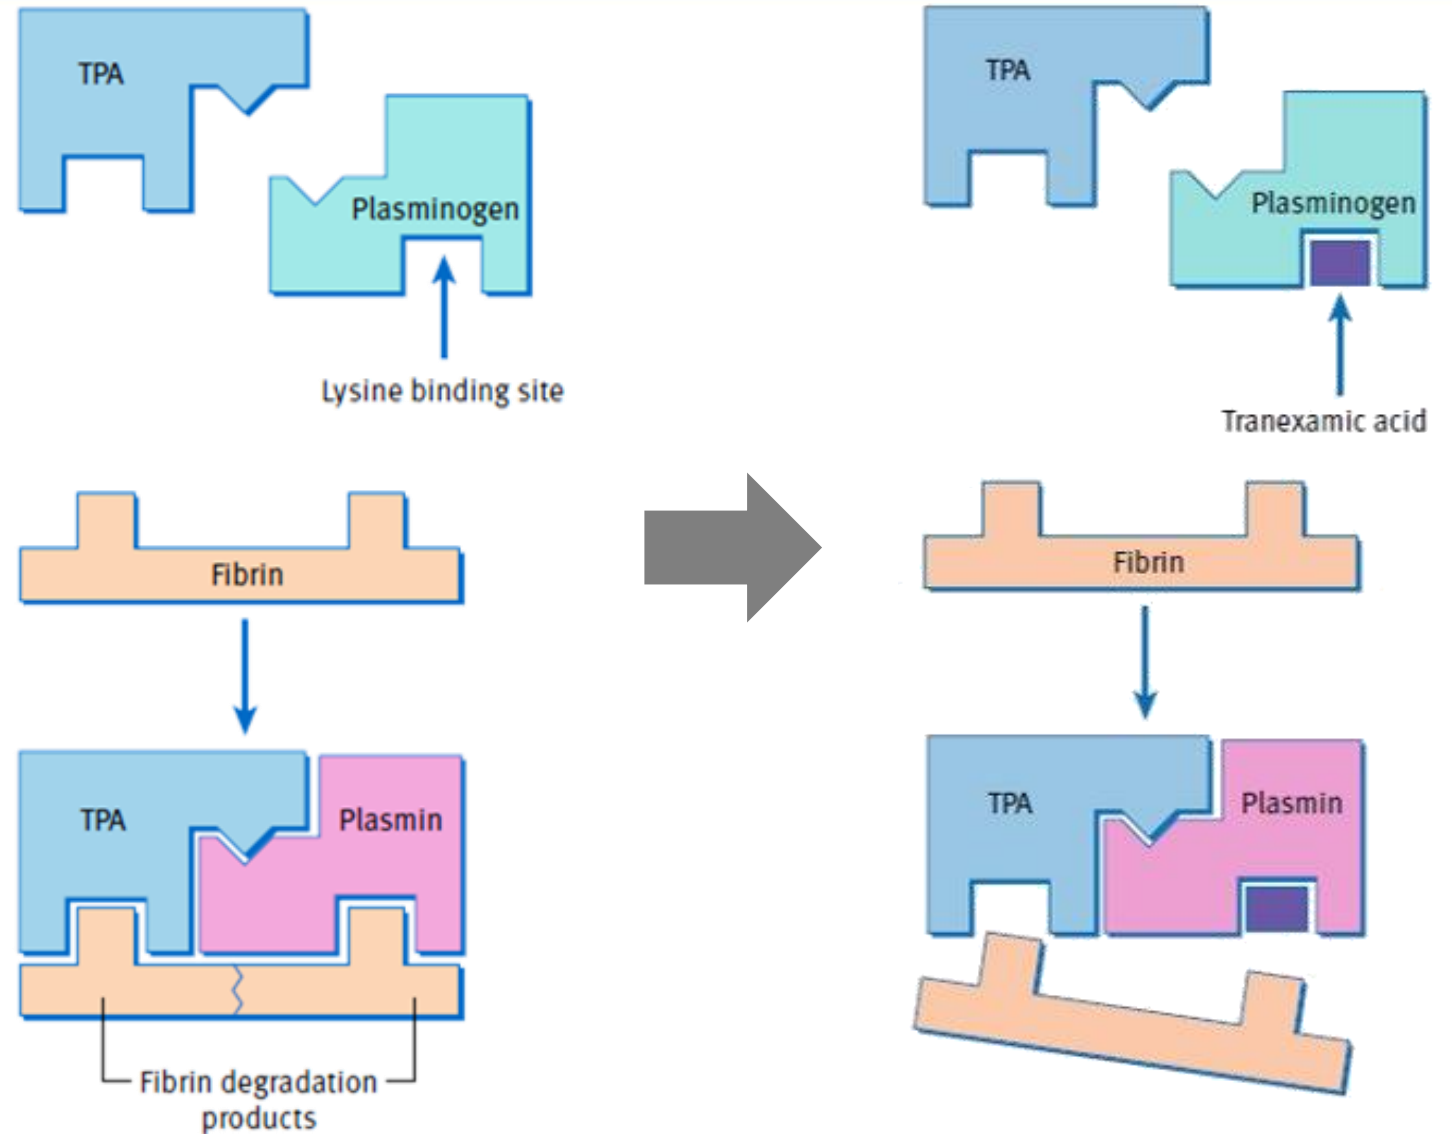 TPA
Plasminogen
Lysine binding site
Fibrin
TPA
Plasmin
Fibrin degradation
products
TPA
Plasminogen
Tranexamic acid
Fibrin
TPA
Plasmin